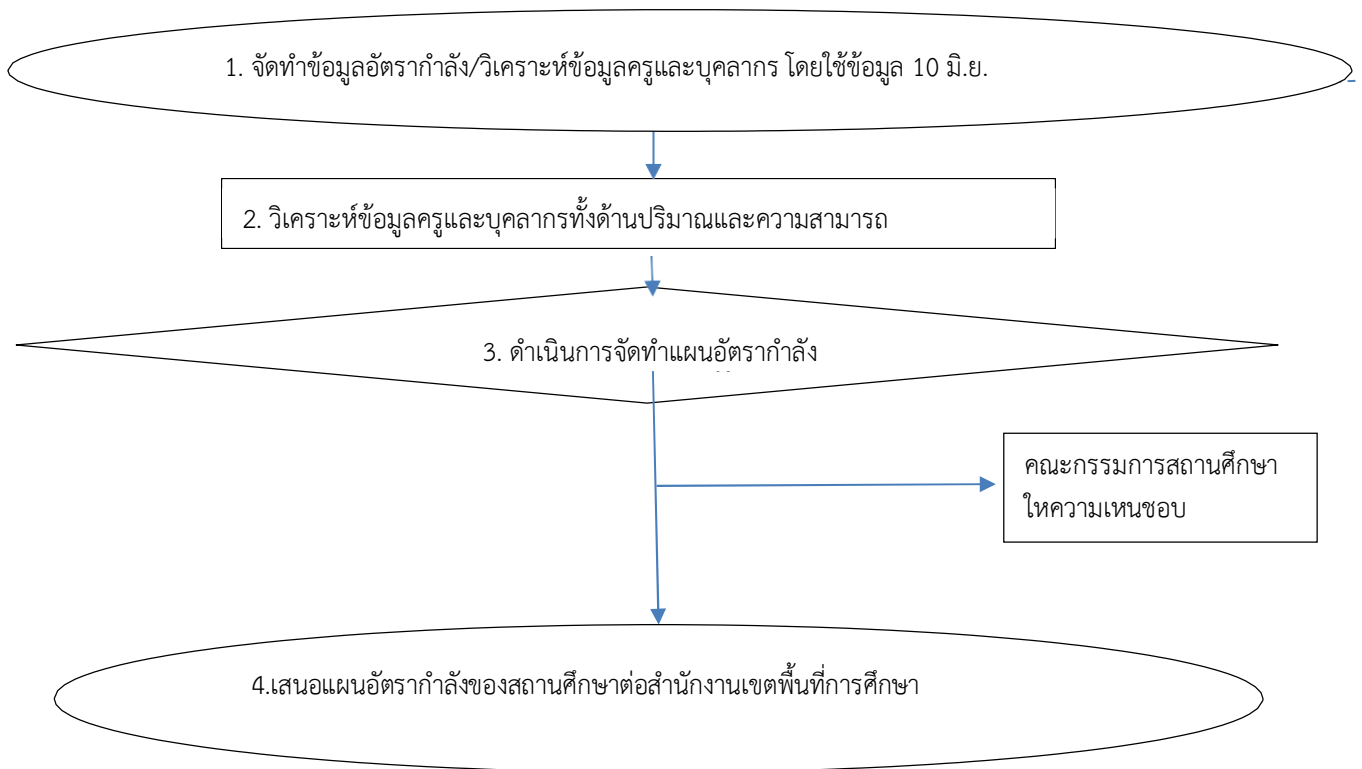 1. จัดทำข้อมูลอัตรากำลัง/วิเคราะห์ข้อมูลครูและบุคลากร โดยใช้ข้อมูล 10 มิ.ย.
2. วิเคราะห์ข้อมูลครูและบุคลากรทั้งด้านปริมาณและความสามารถ
3. ดำเนินการจัดทำแผนอัตรากำลัง
คณะกรรมการสถานศึกษา
ใหความเหนชอบ
4.เสนอแผนอัตรากำลังของสถานศึกษาต่อสำนักงานเขตพื้นที่การศึกษา